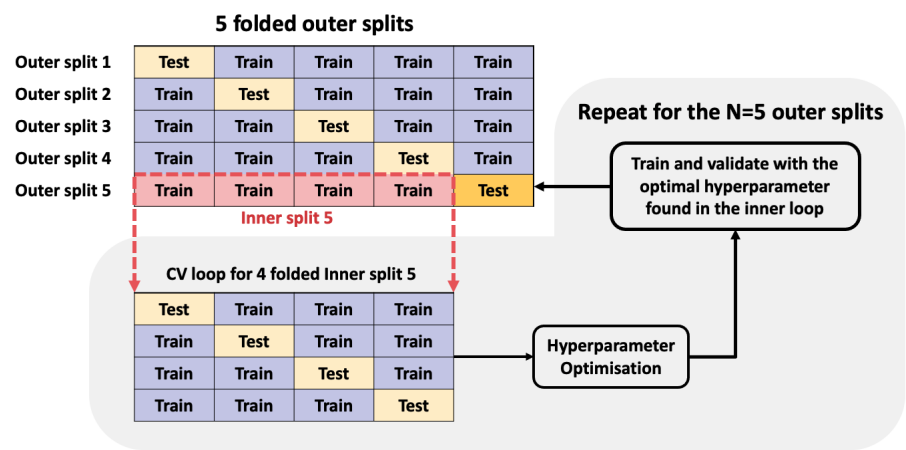 5 folded outer splits
Outer split 1 Test Train Train Train Train
Outer split 2 Train Test Train Train Train
Outer split 3 Train Train Test Train Train
Outer split 4 Train Train Train Test Train
Outer split 5 Train Train Train Train Test
Inner split 5
Repeat for the N=5 outer splits
Train and validate with the
optimal hyperparameter
found in the inner loop
CV loop for 4 folded Inner split 5
Test Train Train Train
Train Test Train Train
Train Train Test Train
Train Train Train Test
Hyperparameter
Optimisation